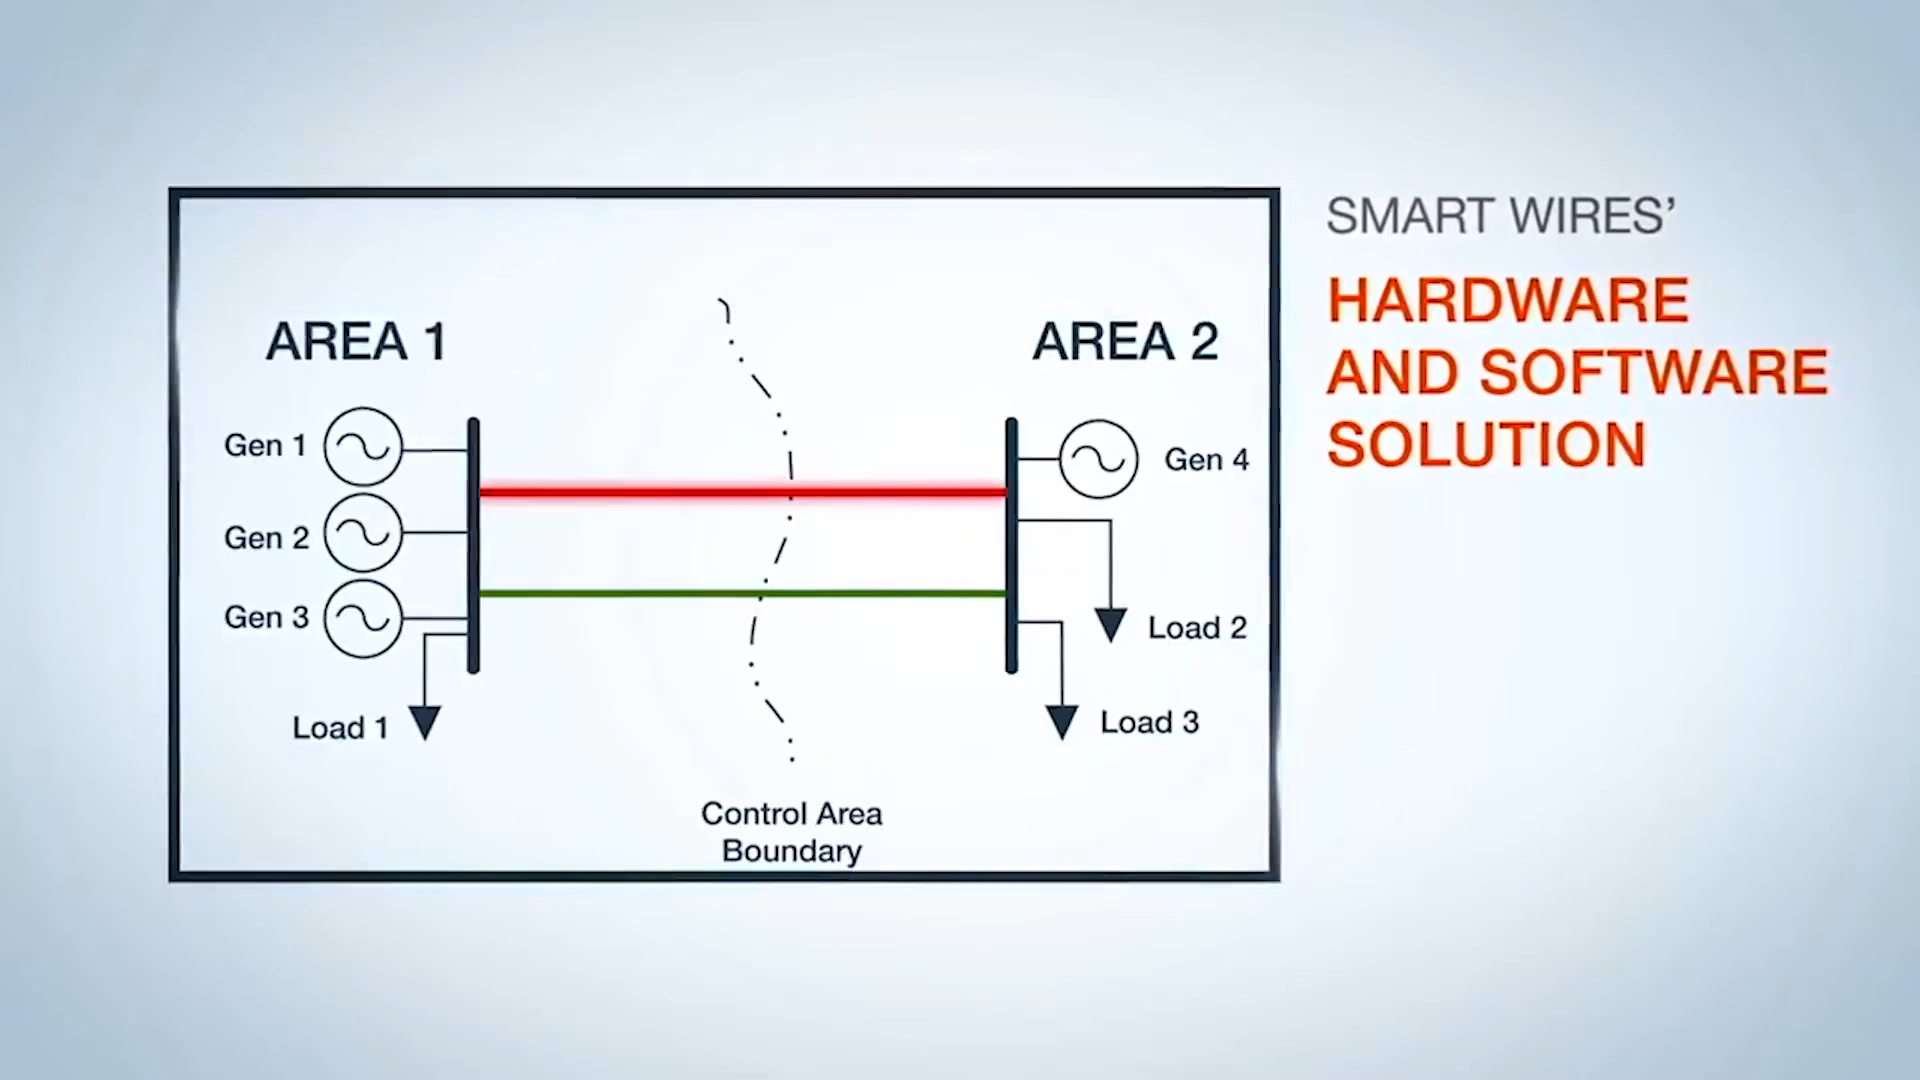 SMART WIRES’
HARDWARE
AND SOFTWARE
SOLUTION
AREA 1
AREA 2
Gen 1
Gen 2
Gen 3
Load 1
Gen 4
Load 2
Load 3
Control Area
Boundary